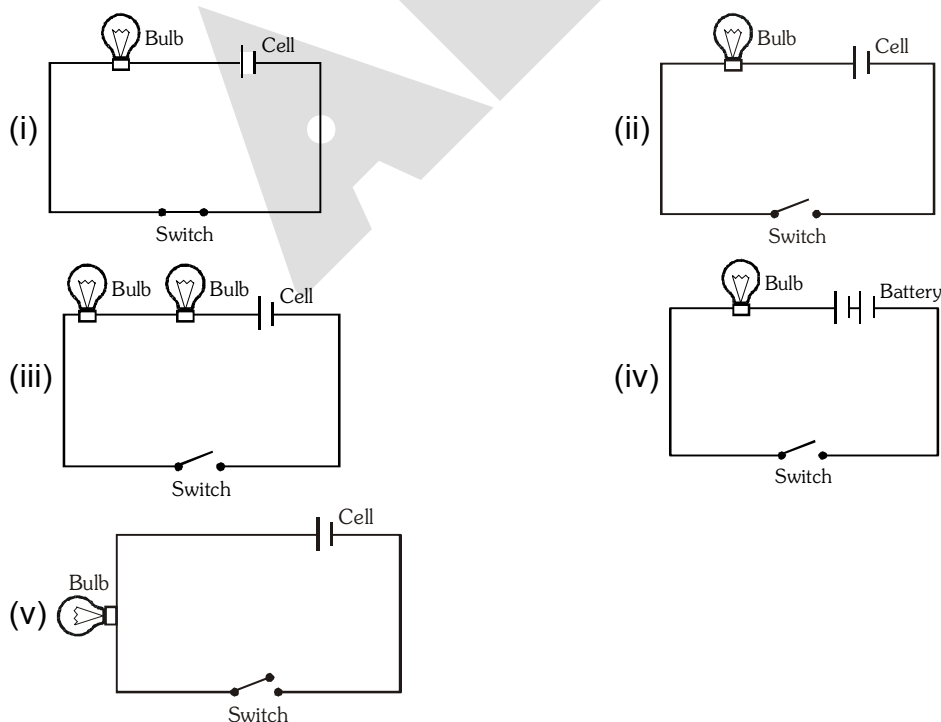 Bulb
Cell
(i)
Switch
Bulb
Cell
(ii)
Switch
Bulb
Bulb
Cell
(iii)
Switch
Bulb
Battery
(iv)
Switch
Cell
Bulb
(v)
Switch